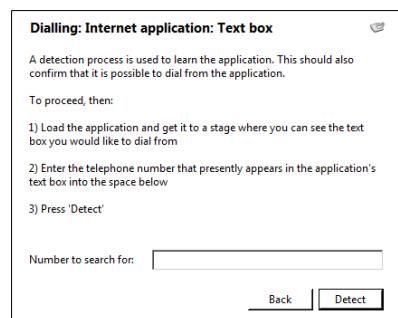 Dialling: Internet application: Text box
A detection process is used to learn the application. This should also
confirm that it is possible to dial from the application.
To proceed, then:
1) Load the application and get it to a stage where you can see the text
box you would like to dial from
2) Enter the telephone number that presently appears in the application's
text box into the space below
3) Press 'Detect'
Number to search for:
Back Detect